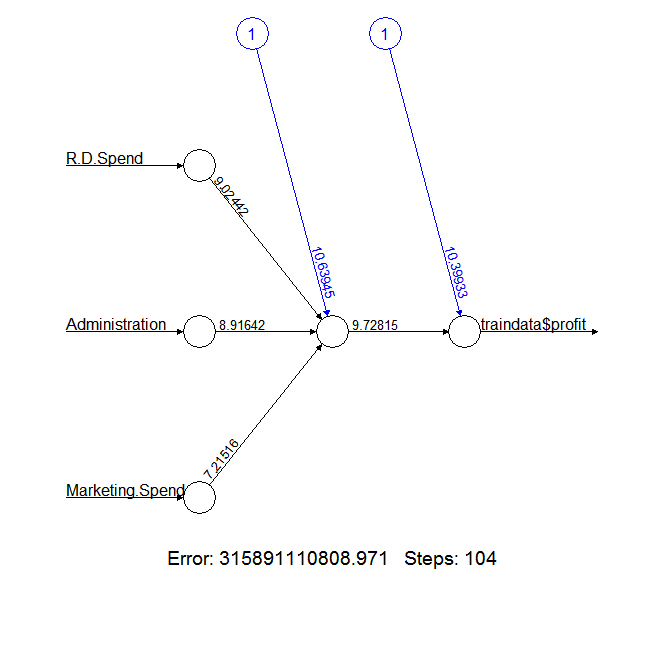 1
1
R.D.Spend
9.02442
10.63945
10.39933
Administration
8.91642
9.72815
traindata$profit
7.21516
Marketing.Spend
Error: 315891110808.971 Steps: 104